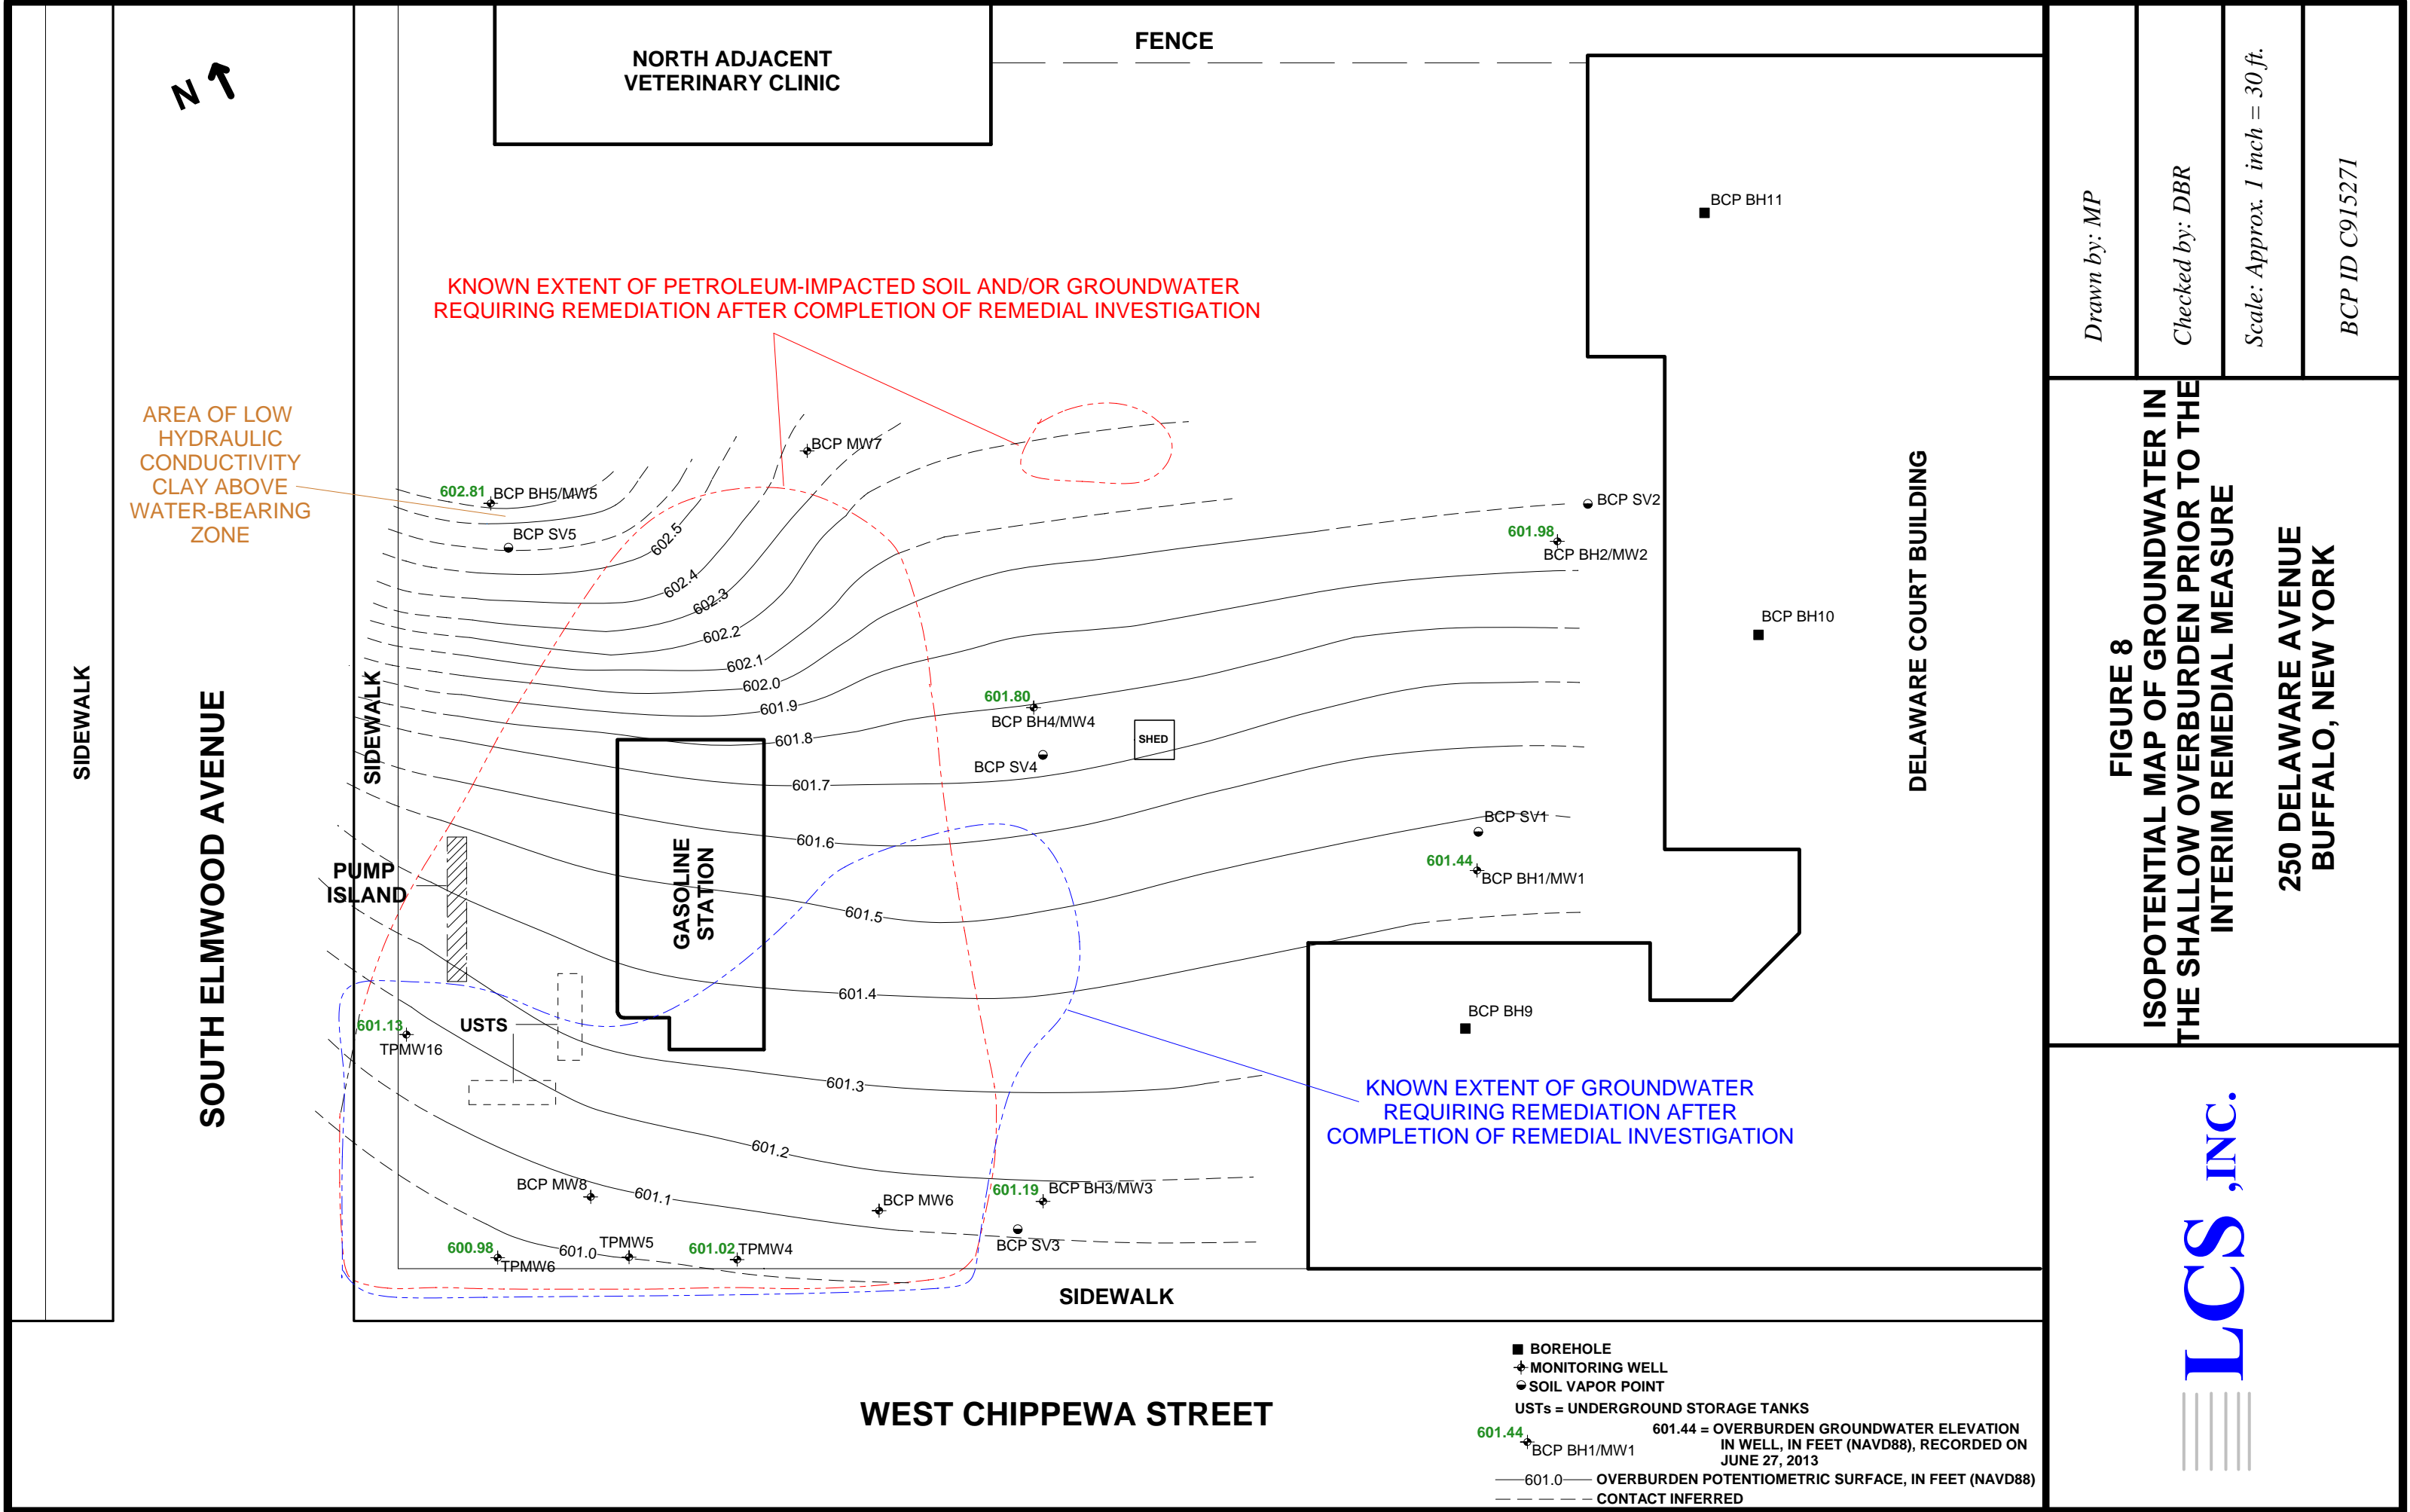 NORTH ADJACENT
VETERINARY CLINIC
FENCE
N
BCP BH11
KNOWN EXTENT OF PETROLEUM-IMPACTED SOIL AND/OR GROUNDWATER
REQUIRING REMEDIATION AFTER COMPLETION OF REMEDIAL INVESTIGATION
AREA OF LOW
HYDRAULIC
CONDUCTIVITY
CLAY ABOVE
WATER-BEARING
ZONE
BCP MW7
602.81 BCP BH5/MW5
BCP SV5
BCP SV2
601.98
BCP BH2/MW2
BCP BH10
602.5
602.4
602.3
602.2
602.1
602.0
601.9
601.8
601.7
601.6
601.5
601.4
601.3
601.2
601.1
601.0
601.80
BCP BH4/MW4
BCP SV4
SHED
BCP SV1
601.44
BCP BH1/MW1
SIDEWALK
SOUTH ELMWOOD AVENUE
SIDEWALK
PUMP
ISLAND
GASOLINE
STATION
DELAWARE COURT BUILDING
USTS
601.13
TPMW16
BCP BH9
KNOWN EXTENT OF GROUNDWATER
REQUIRING REMEDIATION AFTER
COMPLETION OF REMEDIAL INVESTIGATION
BCP MW8
BCP MW6
601.19 BCP BH3/MW3
BCP SV3
600.98
TPMW6
TPMW5
601.02 TPMW4
SIDEWALK
WEST CHIPPEWA STREET
BOREHOLE
MONITORING WELL
SOIL VAPOR POINT
USTs = UNDERGROUND STORAGE TANKS
601.44
BCP BH1/MW1
601.44 = OVERBURDEN GROUNDWATER ELEVATION
IN WELL, IN FEET (NAVD88), RECORDED ON
JUNE 27, 2013
601.0 OVERBURDEN POTENTIOMETRIC SURFACE, IN FEET (NAVD88)
CONTACT INFERRED
Drawn by: MP
Checked by: DBR
Scale: Approx. 1 inch = 30 ft.
BCP ID C915271
FIGURE 8
ISOPOTENTIAL MAP OF GROUNDWATER IN
THE SHALLOW OVERBURDEN PRIOR TO THE
INTERIM REMEDIAL MEASURE
250 DELAWARE AVENUE
BUFFALO, NEW YORK
LCS ,INC.